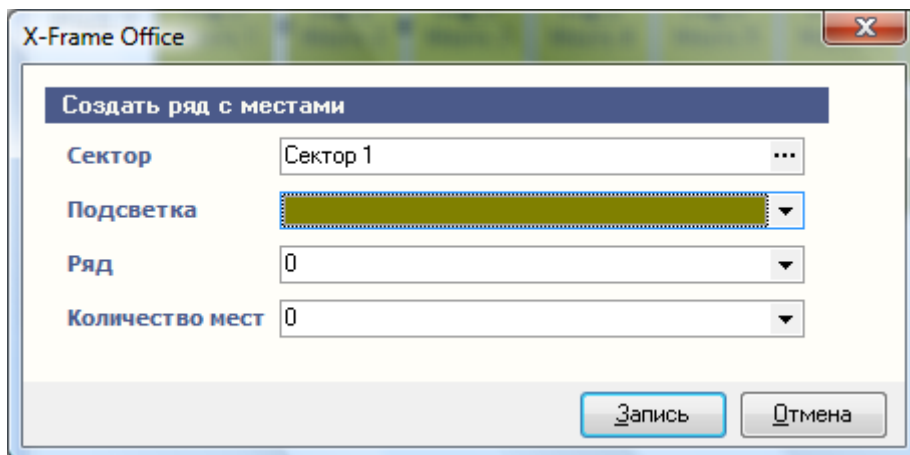 X-Frame Office
Создать ряд с местами
Сектор Сектор 1 ...
Подсветка
Ряд 0
Количество мест 0
Запись Отмена